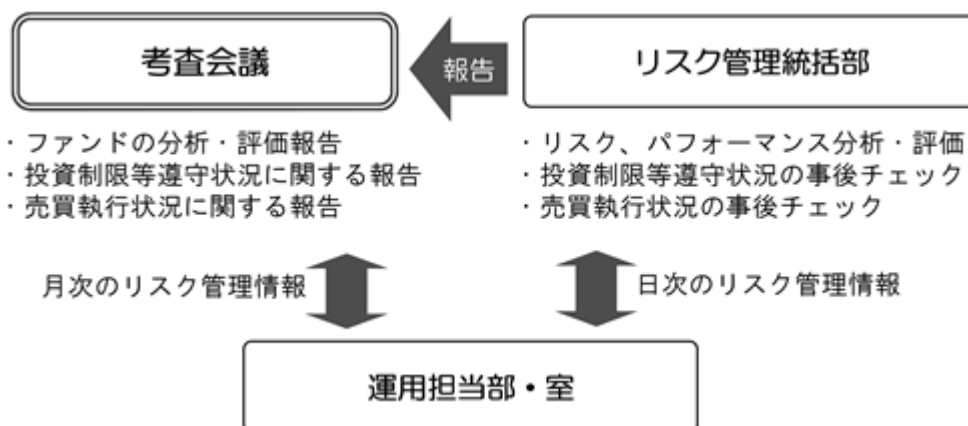 考査会議
報告
リスク管理統括部
・ファンドの分析・評価報告
・投資制限等遵守状況に関する報告
・売買執行状況に関する報告
・リスク、パフォーマンス分析・評価
・投資制限等遵守状況の事後チェック
・売買執行状況の事後チェック
月次のリスク管理情報
日次のリスク管理情報
運用担当部・室